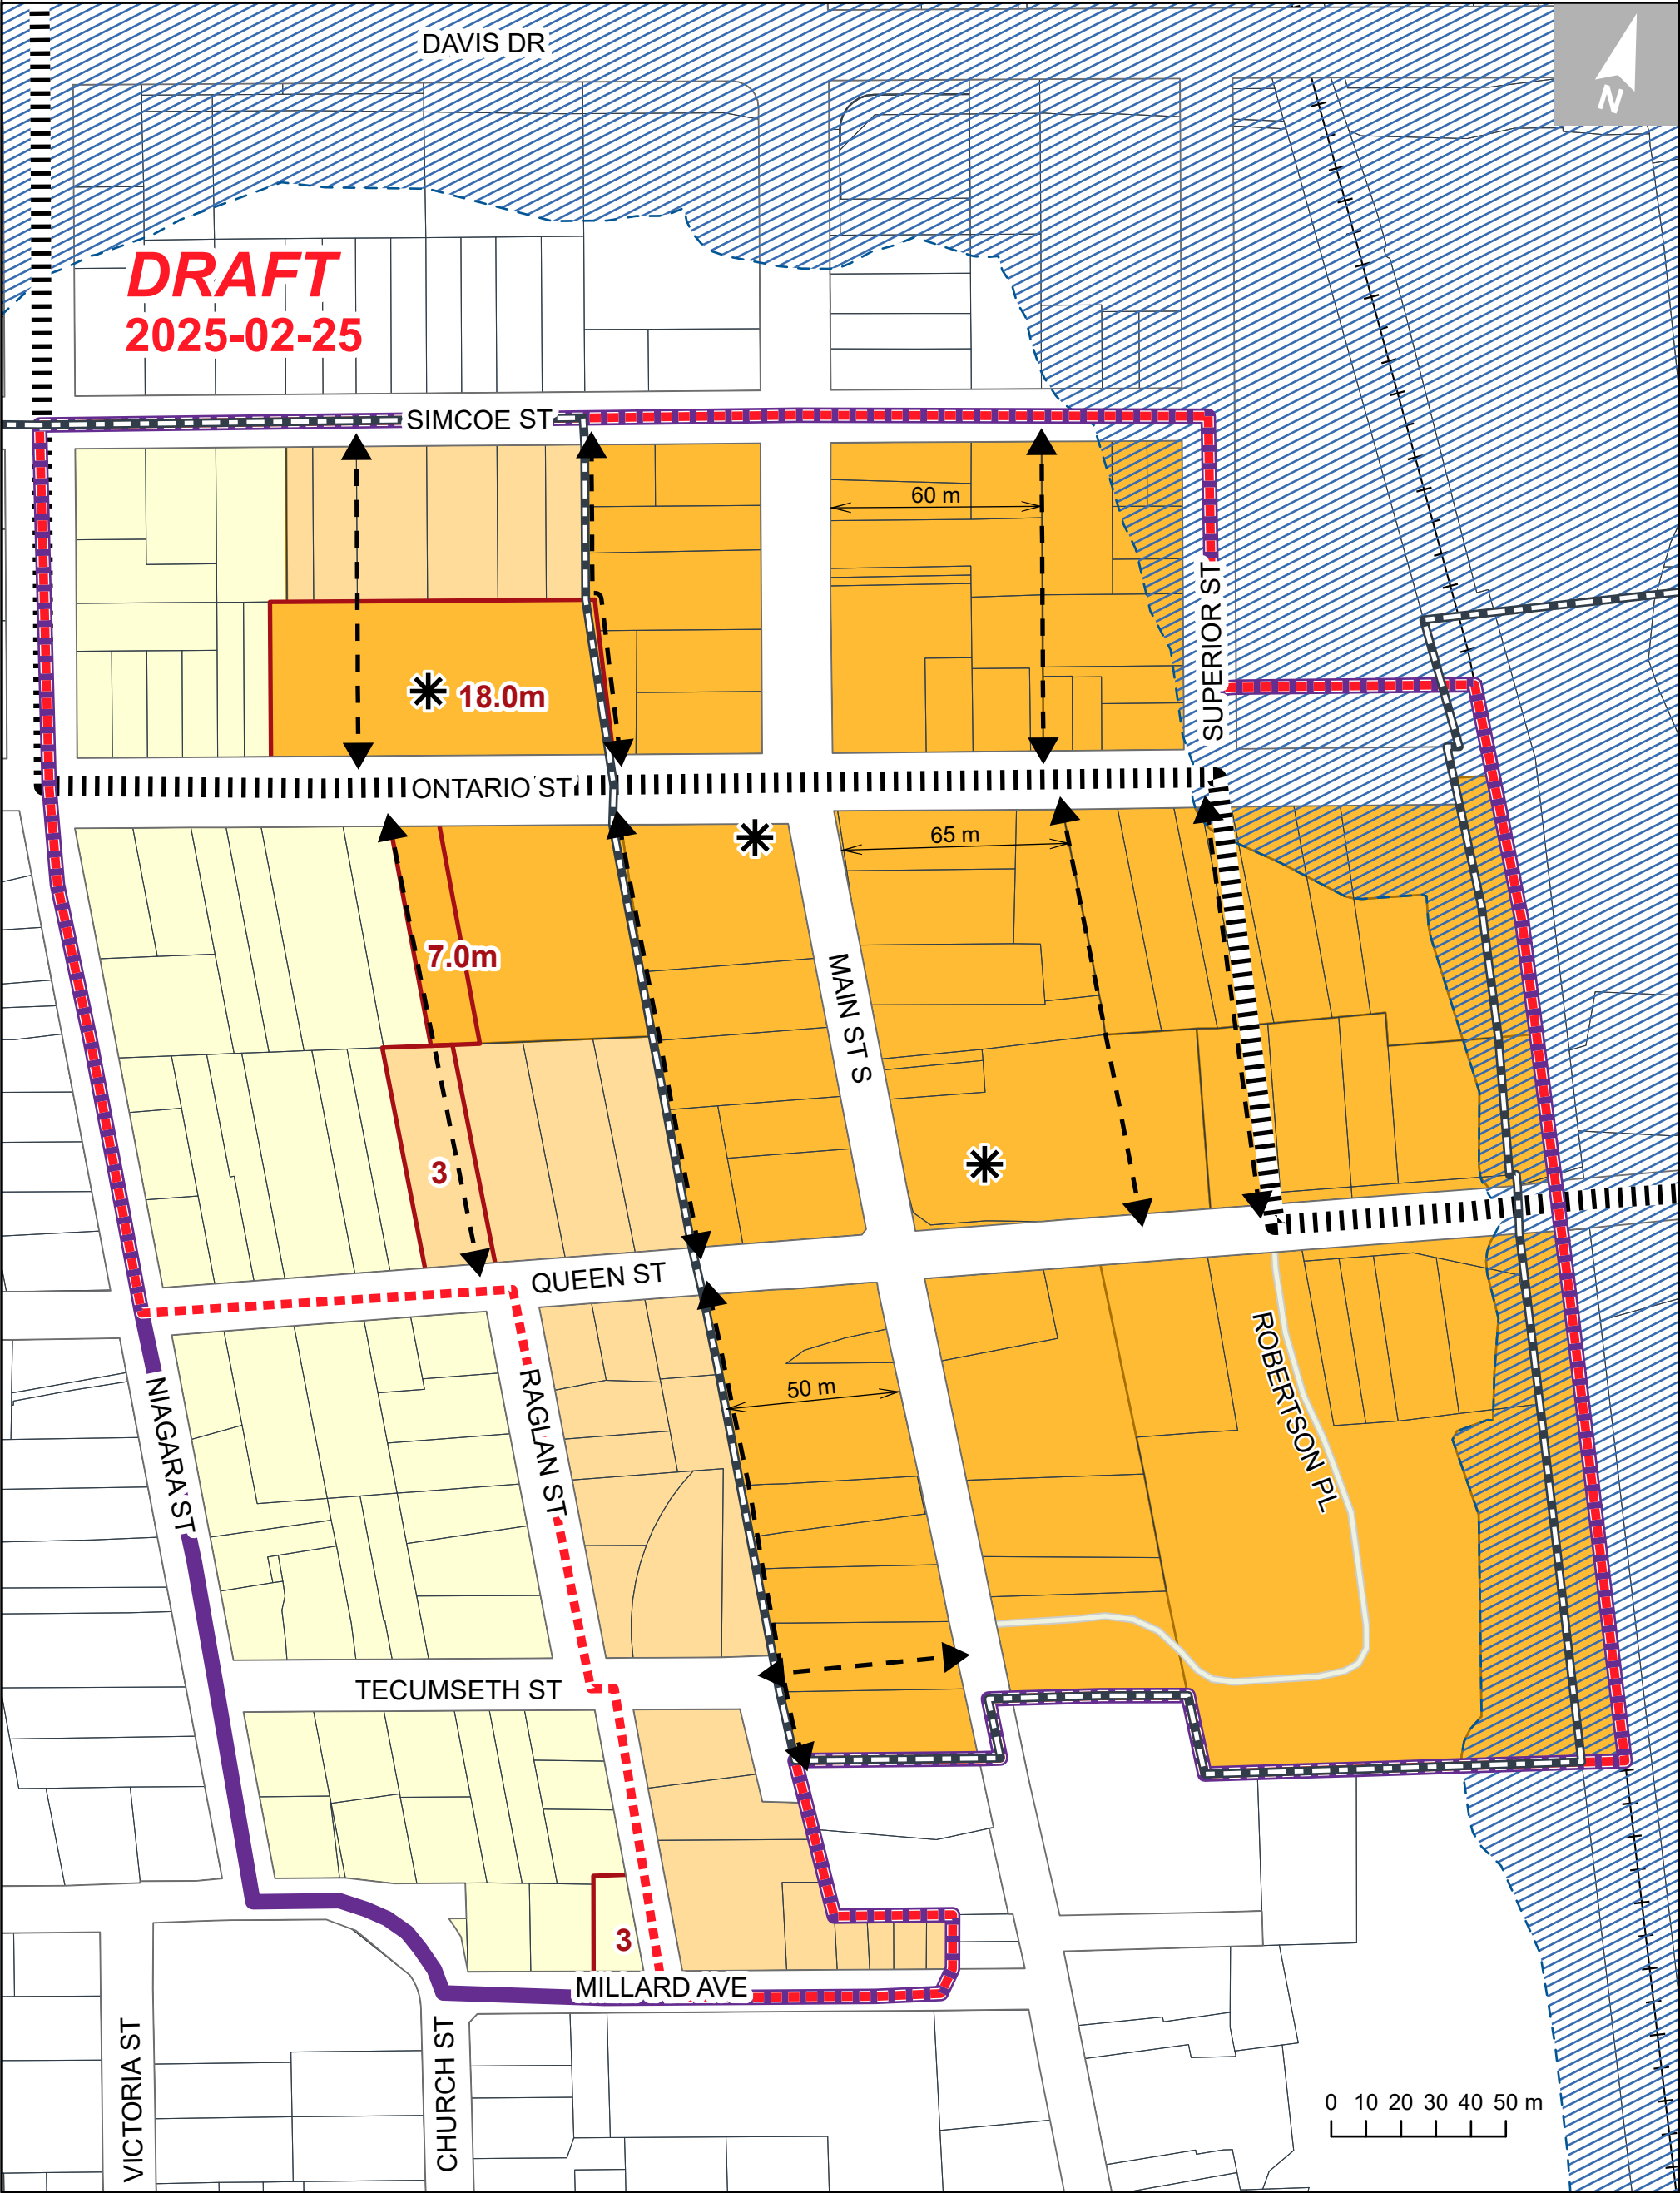 DAVIS DR
N
DRAFT
2025-02-25
SIMCOE ST
60 m
SUPERIOR ST
18.0m
ONTARIO ST
65 m
7.0m
MAIN ST S
3
QUEEN ST
50 m
ROBERTSON PL
RAGLAN ST
NIAGARA ST
TECUMSETH ST
3
MILLARD AVE
VICTORIA ST
CHURCH ST
0 10 20 30 40 50 m